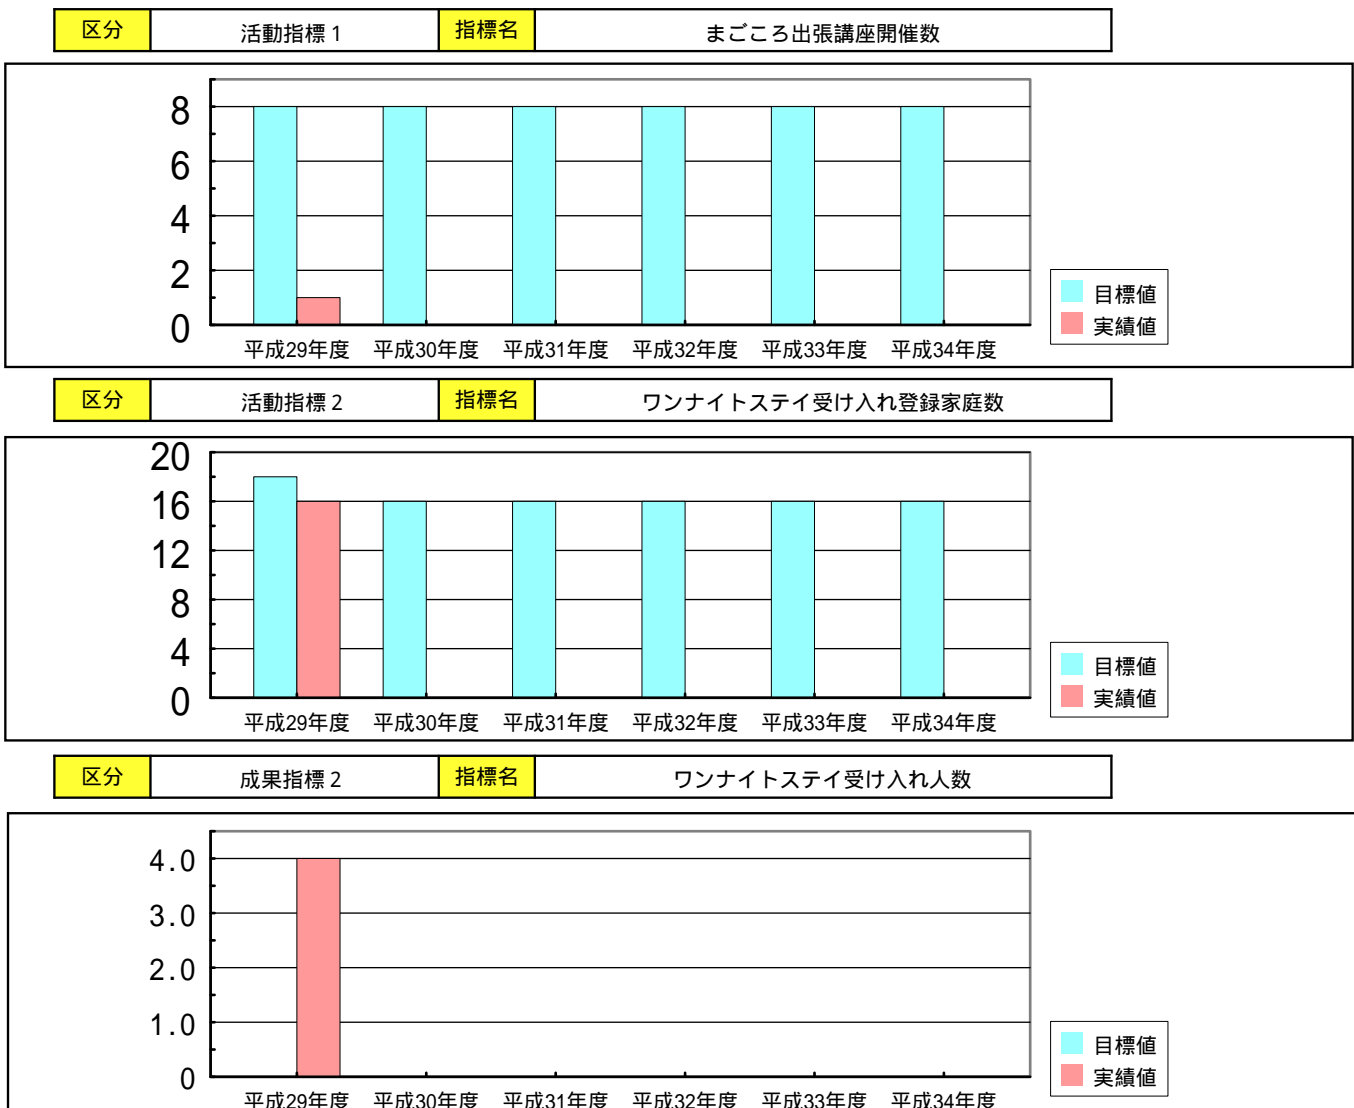 区分 活動指標１ 指標名 まごころ出張講座開催数
8
6
4
2
0
平成29年度 平成30年度 平成31年度 平成32年度 平成33年度 平成34年度
目標値
実績値
区分 活動指標２ 指標名 ワンナイトステイ受け入れ登録家庭数
20
16
12
8
4
0
平成29年度 平成30年度 平成31年度 平成32年度 平成33年度 平成34年度
目標値
実績値
区分 成果指標２ 指標名 ワンナイトステイ受け入れ人数
4.0
3.0
2.0
1.0
0
平成29年度 平成30年度 平成31年度 平成32年度 平成33年度 平成34年度
目標値
実績値